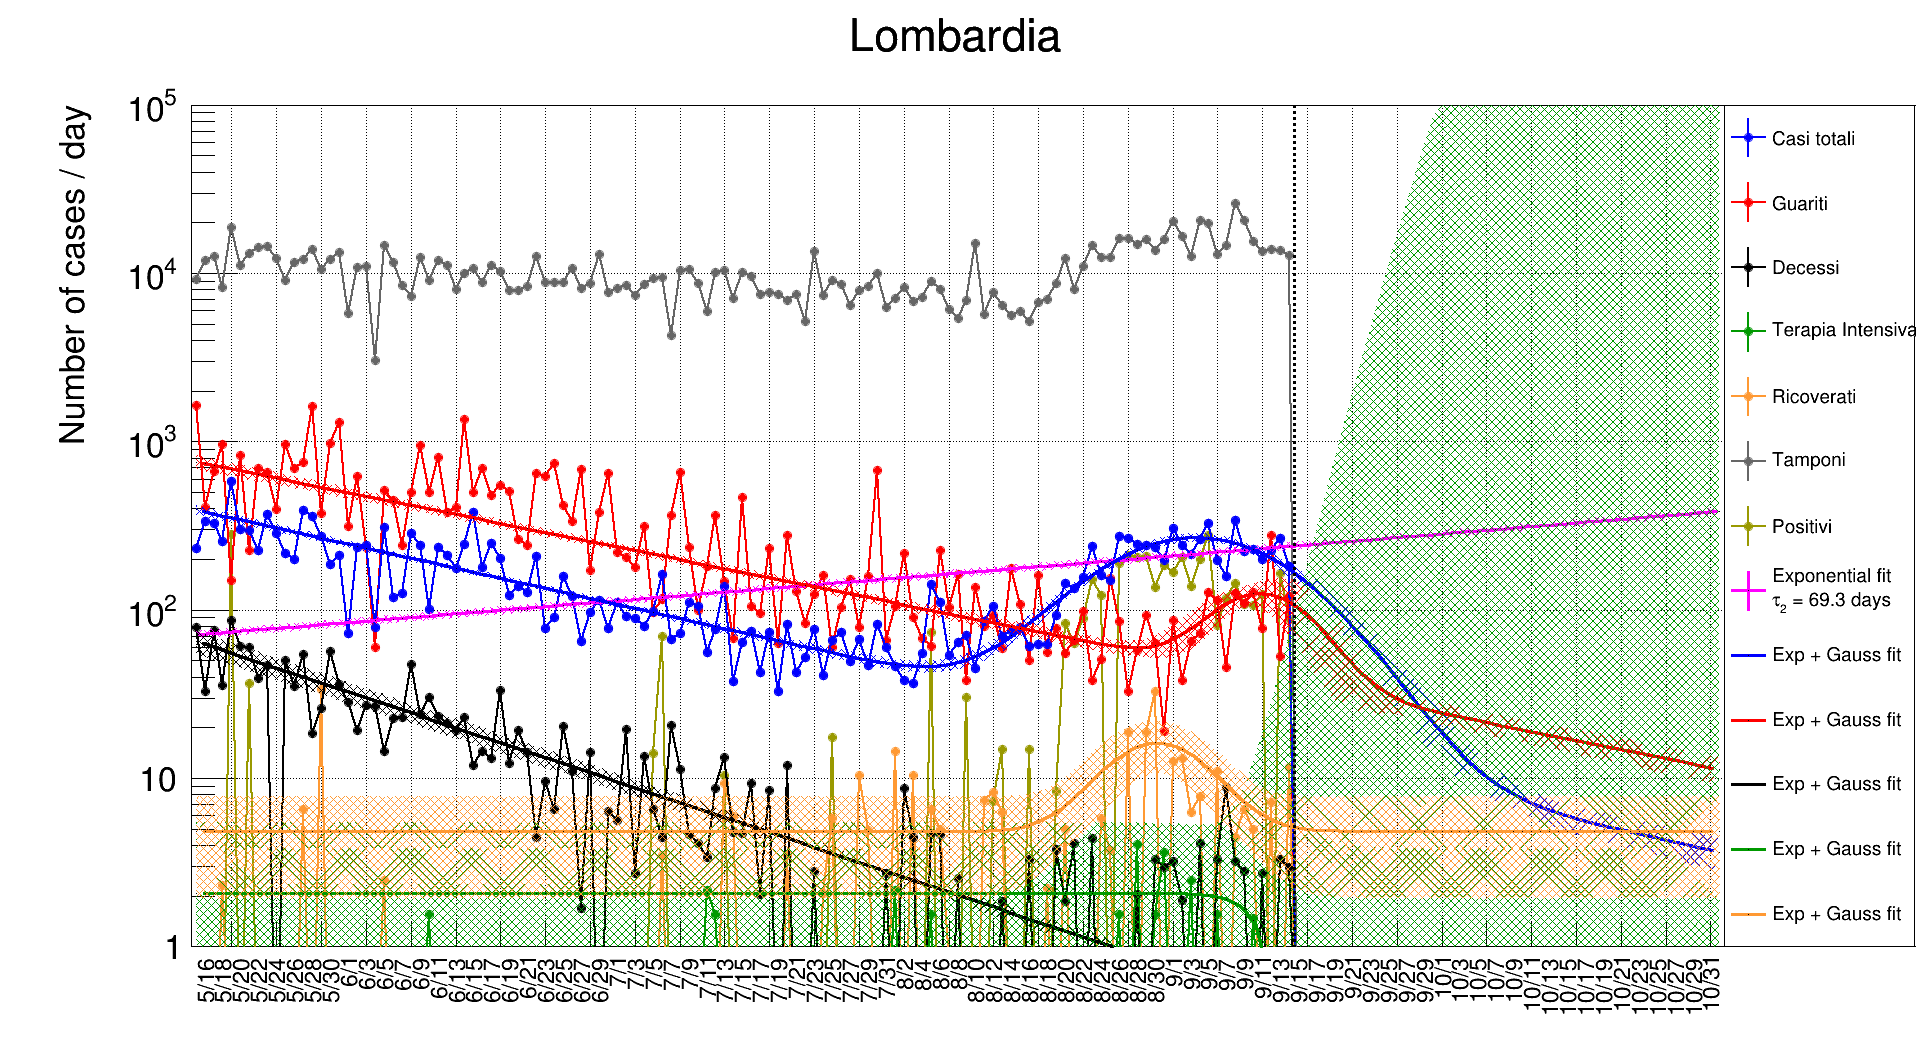 Lombardia
Number of cases / day
10⁵
10⁴
10³
10²
10
1
5/16 5/18 5/20 5/22 5/24 5/26 5/28 5/30 6/1 6/3 6/5 6/7 6/9 6/11 6/13 6/15 6/17 6/19 6/21 6/23 6/25 6/27 6/29 7/1 7/3 7/5 7/7 7/9 7/11 7/13 7/15 7/17 7/19 7/21 7/23 7/25 7/27 7/29 7/31 8/2 8/4 8/6 8/8 8/10 8/12 8/14 8/16 8/18 8/20 8/22 8/24 8/26 8/28 8/30 9/1 9/3 9/5 9/7 9/9 9/11 9/13 9/15 9/17 9/19 9/21 9/23 9/25 9/27 9/29 10/1 10/3 10/5 10/7 10/9 10/11 10/13 10/15 10/17 10/19 10/21 10/23 10/25 10/27 10/29 10/31
Casi totali
Guariti
Decessi
Terapia Intensiva
Ricoverati
Tamponi
Positivi
Exponential fit
τ₂ = 69.3 days
Exp + Gauss fit
Exp + Gauss fit
Exp + Gauss fit
Exp + Gauss fit
Exp + Gauss fit